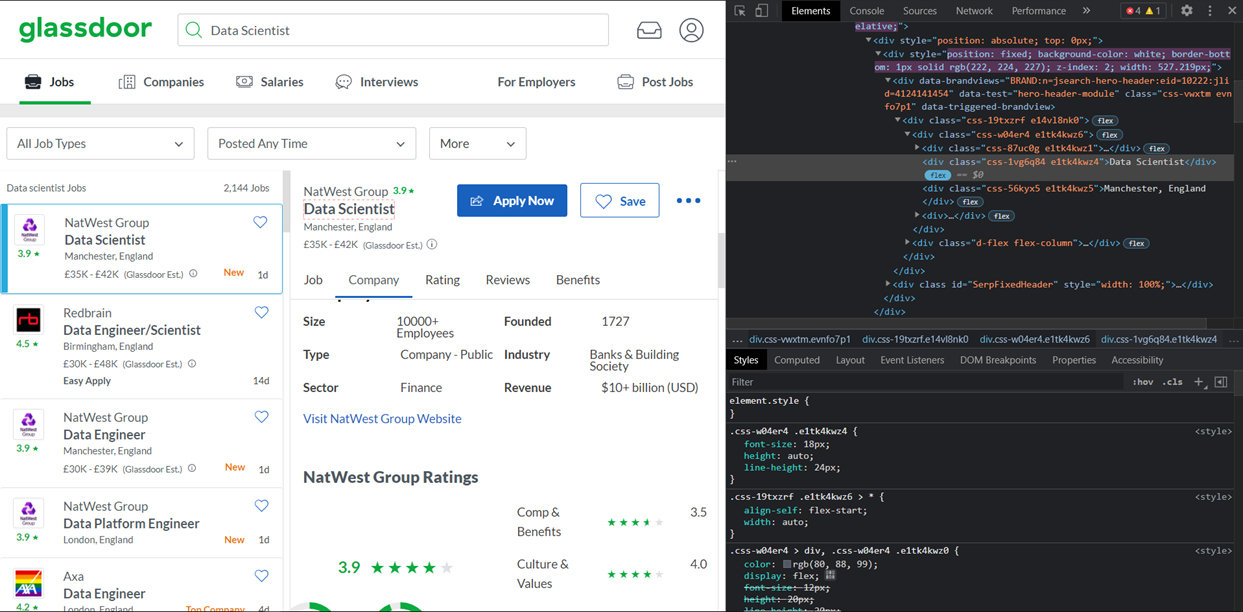 glassdoor
Data Scientist
Jobs
Companies
Salaries
Interviews
For Employers
Post Jobs
All Job Types
Posted Any Time
More
Data scientist Jobs
2,144 Jobs
NatWest Group
Data Scientist
Manchester, England
£35K - £42K (Glassdoor Est.)
3.9 ★
New
1d
Redbrain
Data Engineer/Scientist
Birmingham, England
£30K - £48K (Glassdoor Est.)
4.5 ★
Easy Apply
14d
NatWest Group
Data Engineer
Manchester, England
£30K - £39K (Glassdoor Est.)
3.9 ★
New
1d
NatWest Group
Data Platform Engineer
London, England
3.9 ★
New
1d
AXA
Axa
Data Engineer
London, England
4.2 ★
Top Company
4d
NatWest Group 3.9 ★
Data Scientist
Manchester, England
£35K - £42K (Glassdoor Est.)
Apply Now
Save
Job
Company
Rating
Reviews
Benefits
Size
10000+
Employees
Founded
1727
Type
Company - Public
Industry
Banks & Building
Society
Sector
Finance
Revenue
$10+ billion (USD)
Visit NatWest Group Website
NatWest Group Ratings
3.9 ★★★★★
Comp &
Benefits
3.5
Culture &
Values
4.0
Elements
Console
Sources
Network
Performance
»
4
1
elative;">
<div style="position: absolute; top: 0px;">
<div style="position: fixed; background-color: white; border-bott
om: 1px solid rgb(222, 224, 227); z-index: 2; width: 527.219px;">
<div data-brandviews="BRAND:n=jsearch-hero-header:eid=10222:jli
d=4124141454" data-test="hero-header-module" class="css-vwxtm evn
fo7p1" data-triggered-brandview>
<div class="css-19txzrf e14vl8nk0"> flex
<div class="css-w04er4 e1tk4kwz6"> flex
<div class="css-87uc0g e1tk4kwz1">…</div> flex
<div class="css-1vg6q84 e1tk4kwz4">Data Scientist</div>
flex == $0
<div class="css-56kyx5 e1tk4kwz5">Manchester, England
</div> flex
<div>…</div> flex
</div>
<div class="d-flex flex-column">…</div> flex
</div>
</div>
<div class id="SerpFixedHeader" style="width: 100%;">…</div>
</div>
</div>
… div.css-vwxtm.evnfo7p1 div.css-19txzrf.e14vl8nk0 div.css-w04er4.e1tk4kwz6 div.css-1vg6q84.e1tk4kwz4 …
Styles
Computed
Layout
Event Listeners
DOM Breakpoints
Properties
Accessibility
Filter
:hov .cls +
element.style {
}
.css-w04er4 .e1tk4kwz4 {
<style>
font-size: 18px;
height: auto;
line-height: 24px;
}
.css-19txzrf .e1tk4kwz6 > * {
<style>
align-self: flex-start;
width: auto;
}
.css-w04er4 > div, .css-w04er4 .e1tk4kwz0 {
<style>
color: rgb(80, 88, 99);
display: flex;
font-size: 12px;
height: 20px;
line-height: 20px;